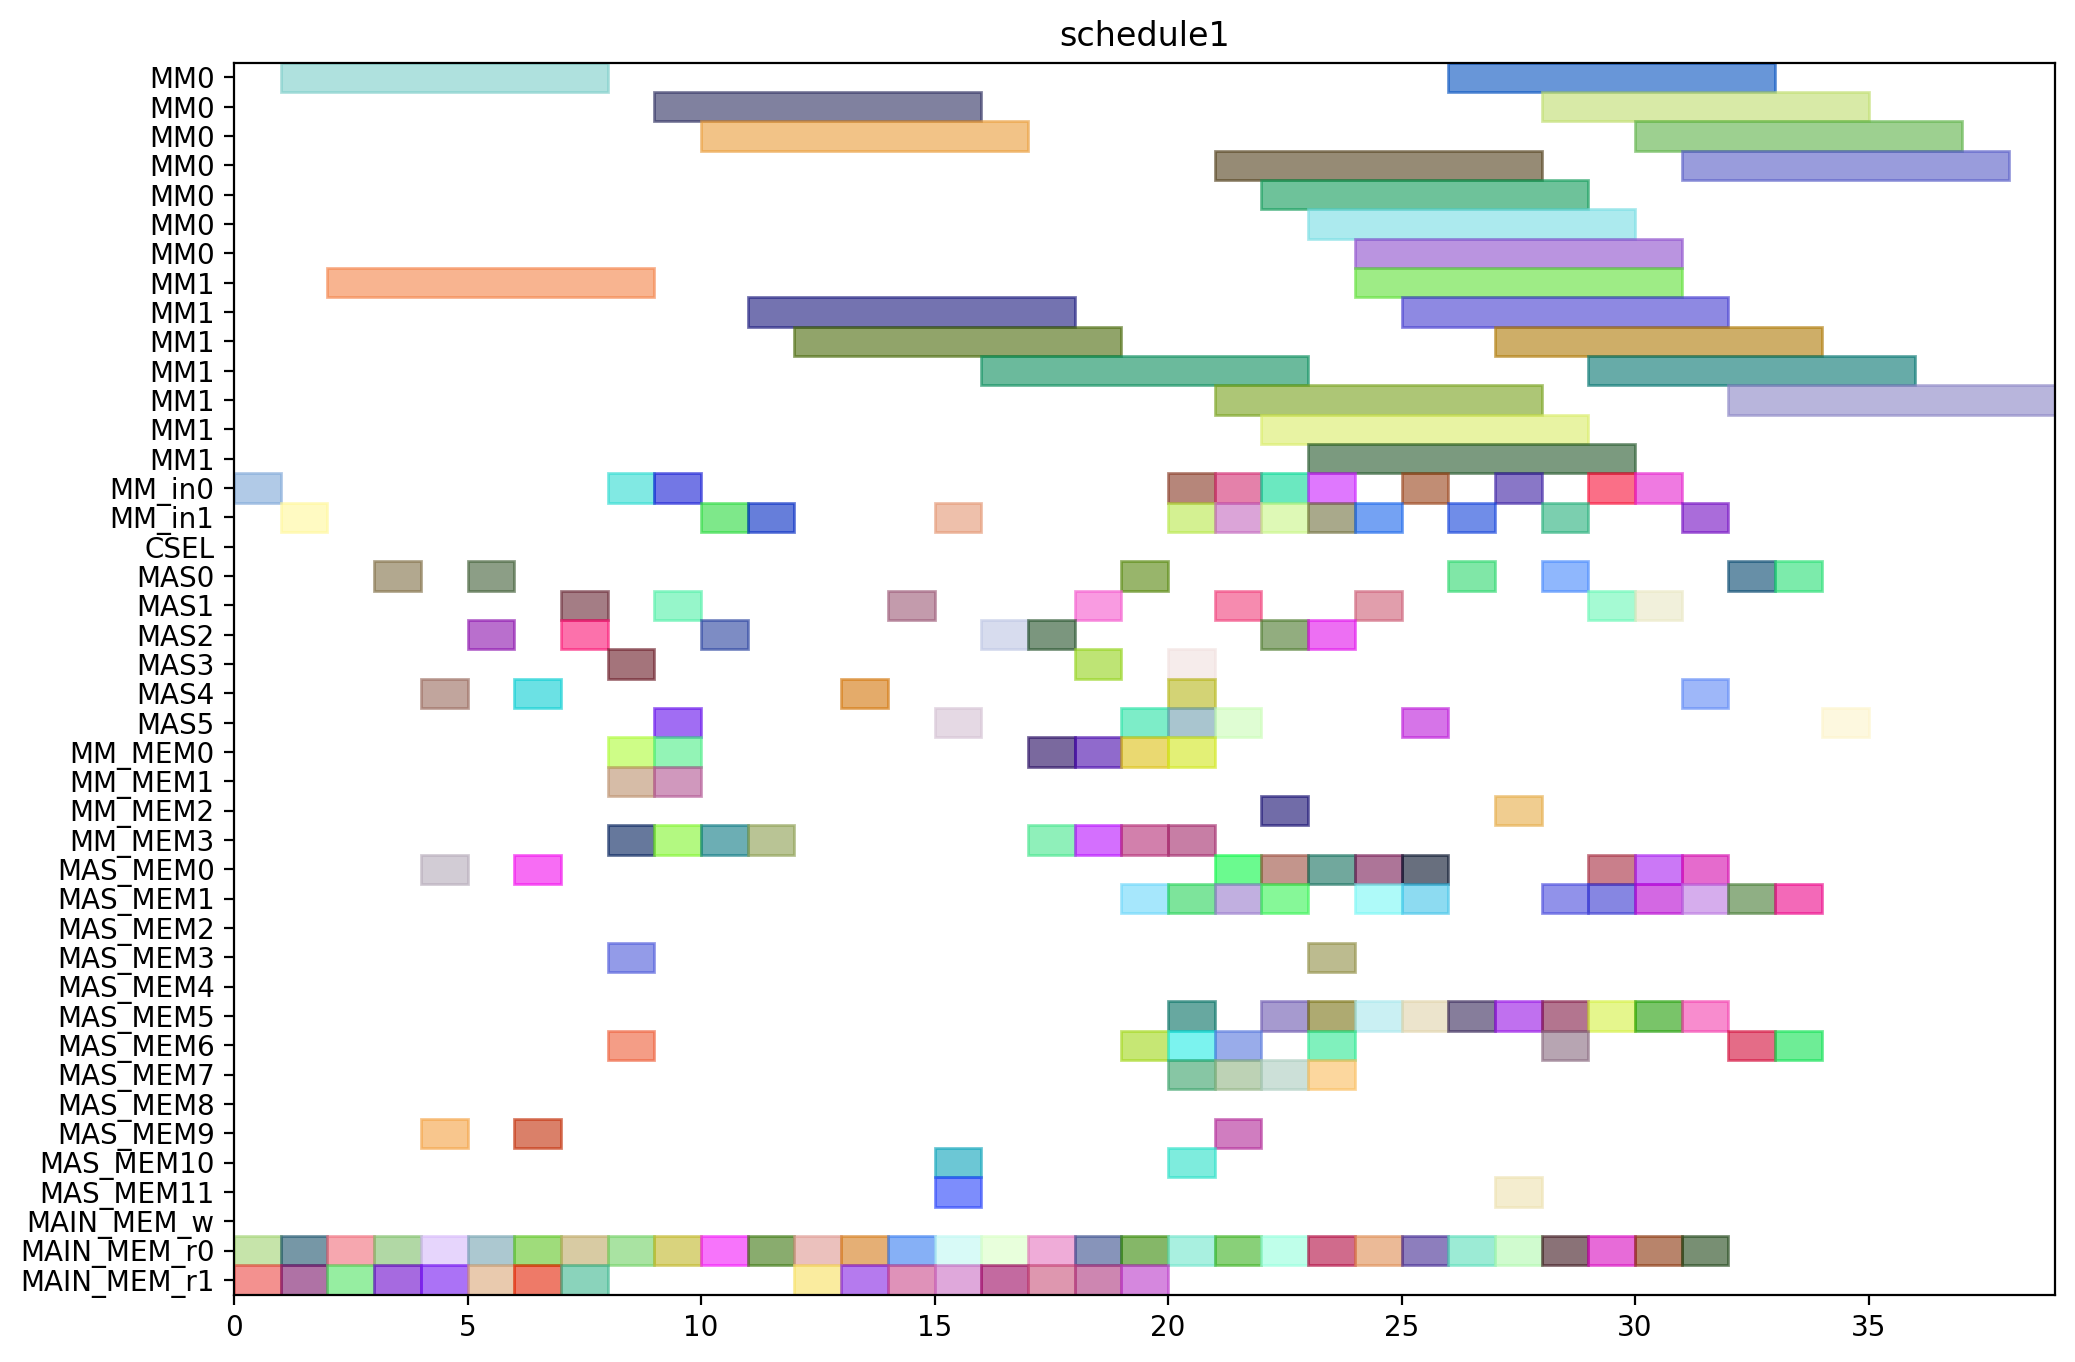 schedule1
MM0
MM0
MM0
MM0
MM0
MM0
MM0
MM1
MM1
MM1
MM1
MM1
MM1
MM1
MM_in0
MM_in1
CSEL
MAS0
MAS1
MAS2
MAS3
MAS4
MAS5
MM_MEM0
MM_MEM1
MM_MEM2
MM_MEM3
MAS_MEM0
MAS_MEM1
MAS_MEM2
MAS_MEM3
MAS_MEM4
MAS_MEM5
MAS_MEM6
MAS_MEM7
MAS_MEM8
MAS_MEM9
MAS_MEM10
MAS_MEM11
MAIN_MEM_w
MAIN_MEM_r0
MAIN_MEM_r1
0 5 10 15 20 25 30 35